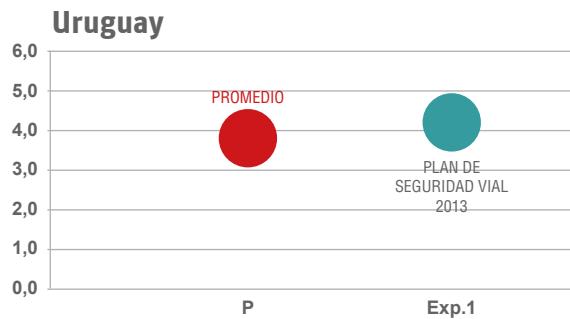 Uruguay
6,0
5,0
PROMEDIO
4,0
3,0
PLAN DE
SEGURIDAD VIAL
2013
2,0
1,0
0,0
P
Exp.1